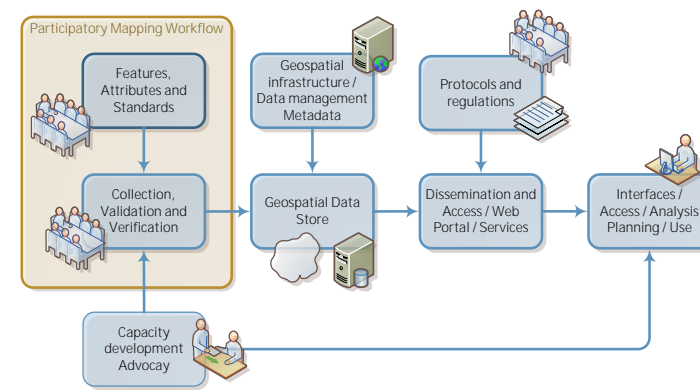 Participatory Mapping Workflow
Features,
Attributes and
Standards
Geospatial
infrastructure /
Data management
Metadata
Protocols and
regulations
Collection,
Validation and
Verification
Geospatial Data
Store
Dissemination and
Access / Web
Portal / Services
Interfaces /
Access / Analysis
Planning / Use
Capacity
development
Advocay